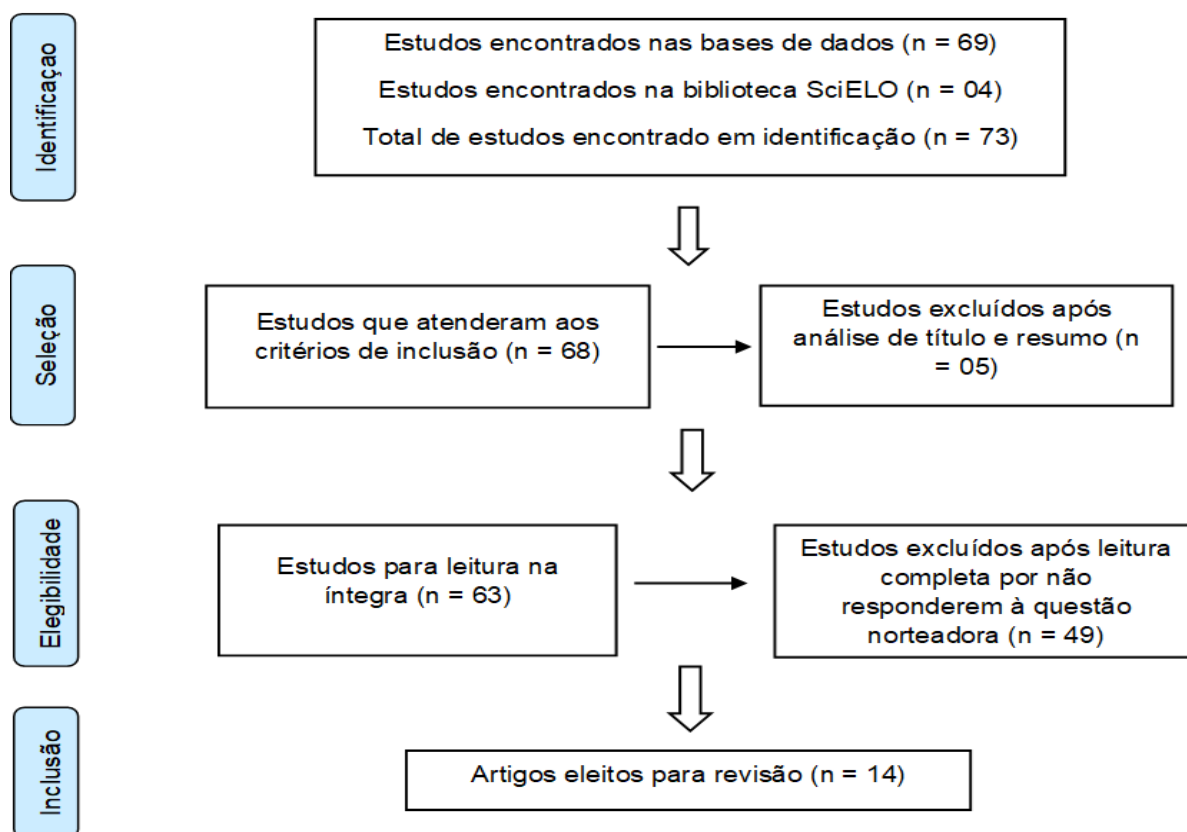 Identificaçao
Estudos encontrados nas bases de dados (n = 69)
Estudos encontrados na biblioteca SciELO (n = 04)
Total de estudos encontrado em identificação (n = 73)
Seleção
Estudos que atenderam aos
critérios de inclusão (n = 68)
Estudos excluídos após
análise de título e resumo (n
= 05)
Elegibilidade
Estudos para leitura na
íntegra (n = 63)
Estudos excluídos após leitura
completa por não
responderem à questão
norteadora (n = 49)
Inclusão
Artigos eleitos para revisão (n = 14)